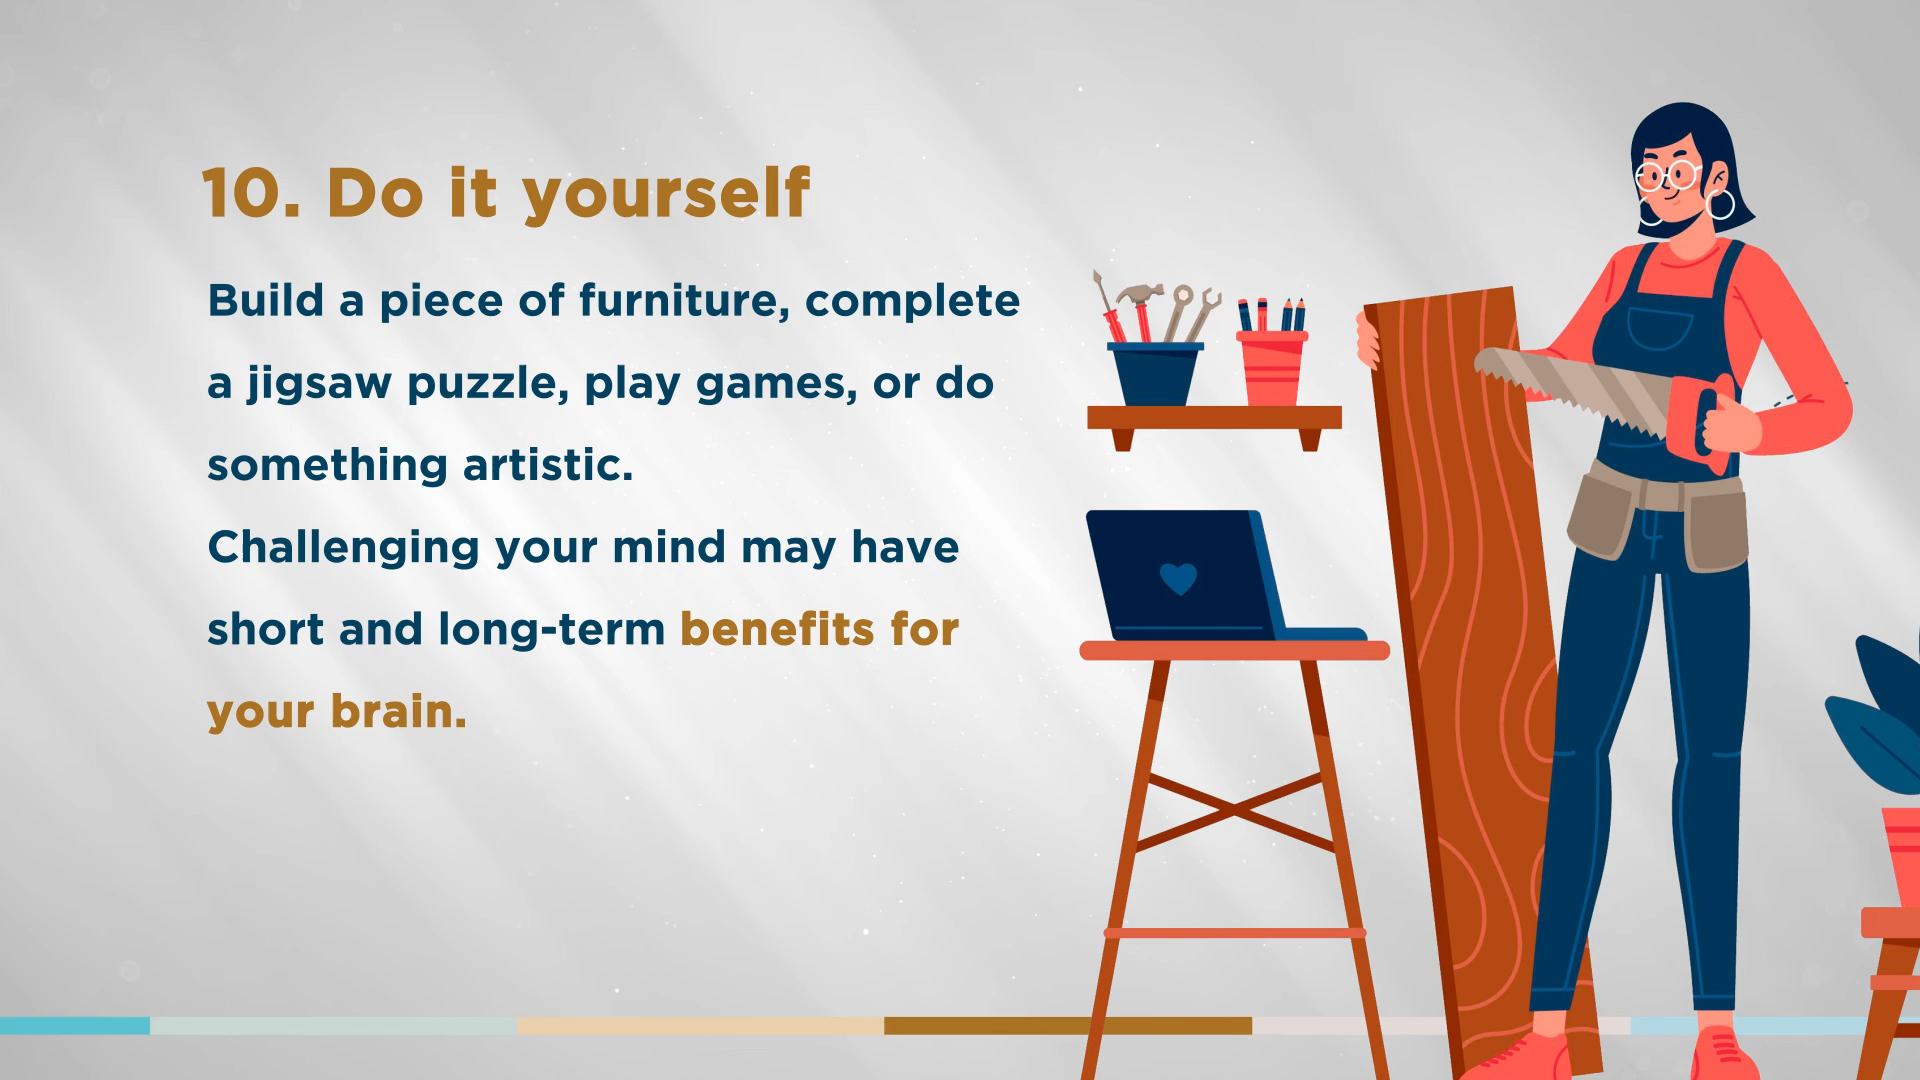 10. Do it yourself
Build a piece of furniture, complete
a jigsaw puzzle, play games, or do
something artistic.
Challenging your mind may have
short and long-term benefits for
your brain.